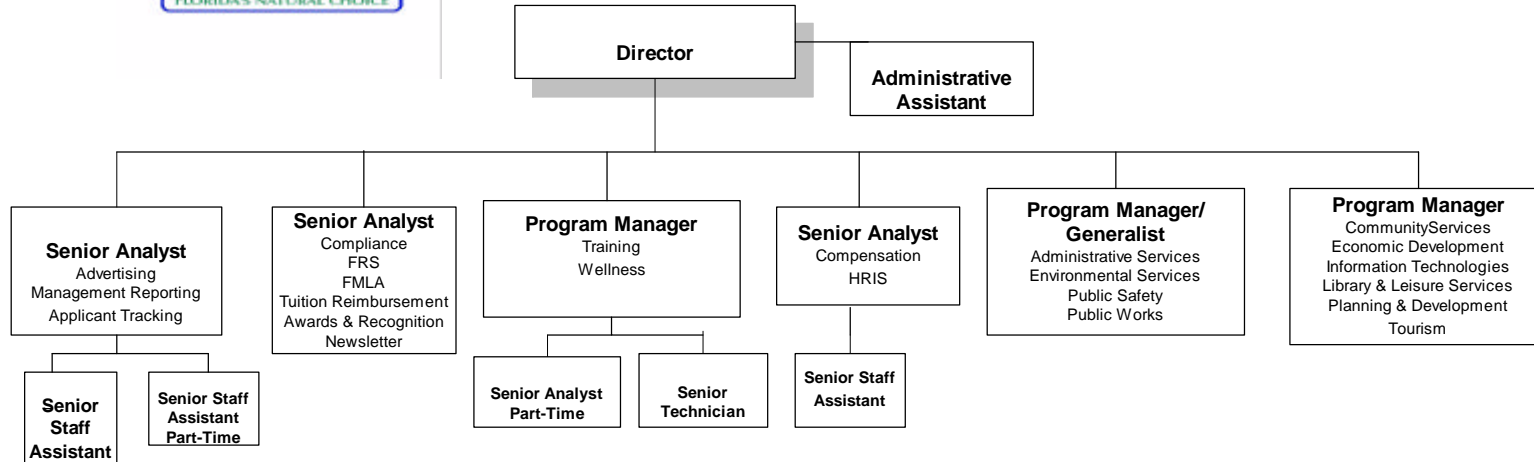 FLORIDA'S NATURAL CHOICE
Director
Administrative
Assistant
Senior Analyst
Advertising
Management Reporting
Applicant Tracking
Senior Analyst
Compliance
FRS
FMLA
Tuition Reimbursement
Awards & Recognition
Newsletter
Program Manager
Training
Wellness
Senior Analyst
Compensation
HRIS
Program Manager/
Generalist
Administrative Services
Environmental Services
Public Safety
Public Works
Program Manager
CommunityServices
Economic Development
Information Technologies
Library & Leisure Services
Planning & Development
Tourism
Senior
Staff
Assistant
Senior Staff
Assistant
Part-Time
Senior Analyst
Part-Time
Senior
Technician
Senior Staff
Assistant